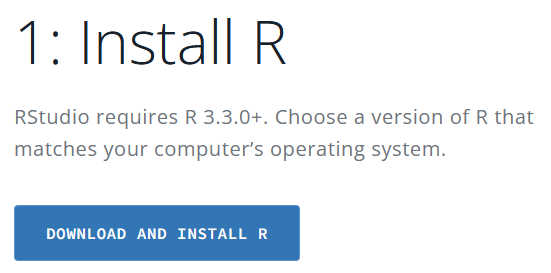 1: Install R
RStudio requires R 3.3.0+. Choose a version of R that
matches your computer’s operating system.
DOWNLOAD AND INSTALL R